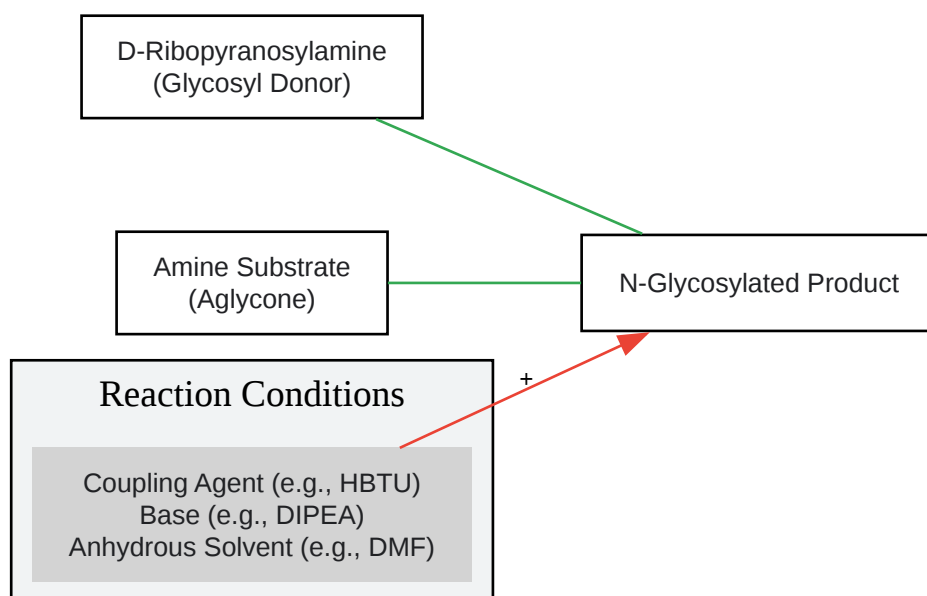 D-Ribopyranosylamine
(Glycosyl Donor)
Amine Substrate
(Aglycone)
N-Glycosylated Product
+
Reaction Conditions
Coupling Agent (e.g., HBTU)
Base (e.g., DIPEA)
Anhydrous Solvent (e.g., DMF)